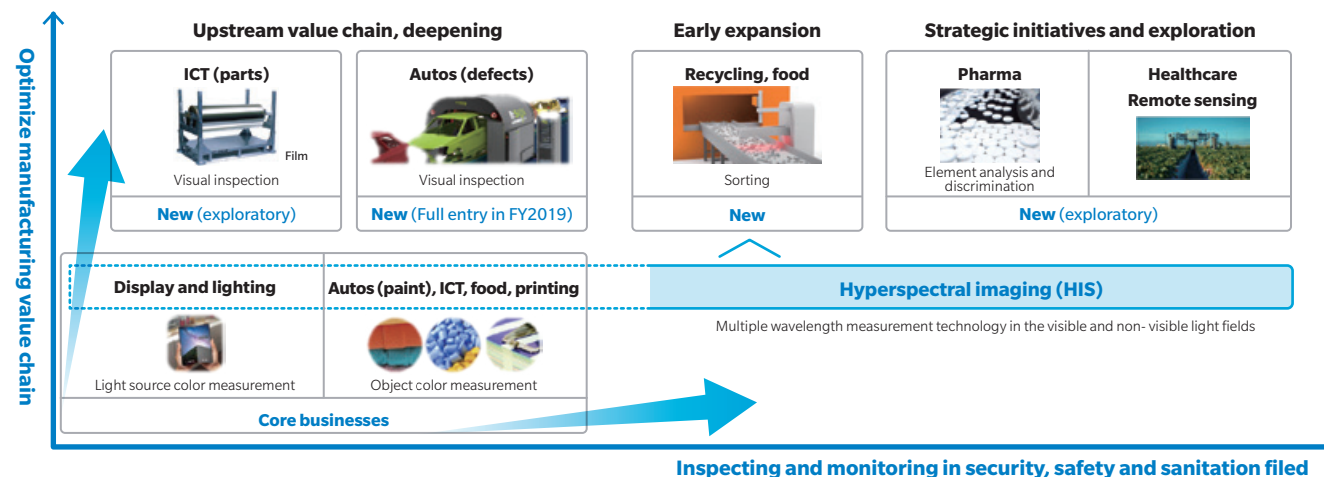 Optimize manufacturing value chain
Upstream value chain, deepening
Early expansion
Strategic initiatives and exploration
ICT (parts)
Film
Visual inspection
New (exploratory)
Autos (defects)
Visual inspection
New (Full entry in FY2019)
Recycling, food
Sorting
New
Pharma
Element analysis and
discrimination
Healthcare
Remote sensing
New (exploratory)
Display and lighting
Light source color measurement
Autos (paint), ICT, food, printing
Object color measurement
Core businesses
Hyperspectral imaging (HIS)
Multiple wavelength measurement technology in the visible and non- visible light fields
Inspecting and monitoring in security, safety and sanitation filed